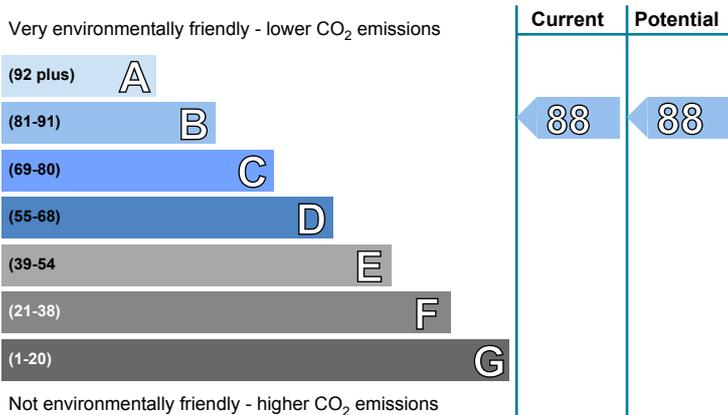 Current Potential
Very environmentally friendly - lower CO2 emissions
(92 plus) A
(81-91) B 88 88
(69-80) C
(55-68) D
(39-54 E
(21-38) F
(1-20) G
Not environmentally friendly - higher CO2 emissions